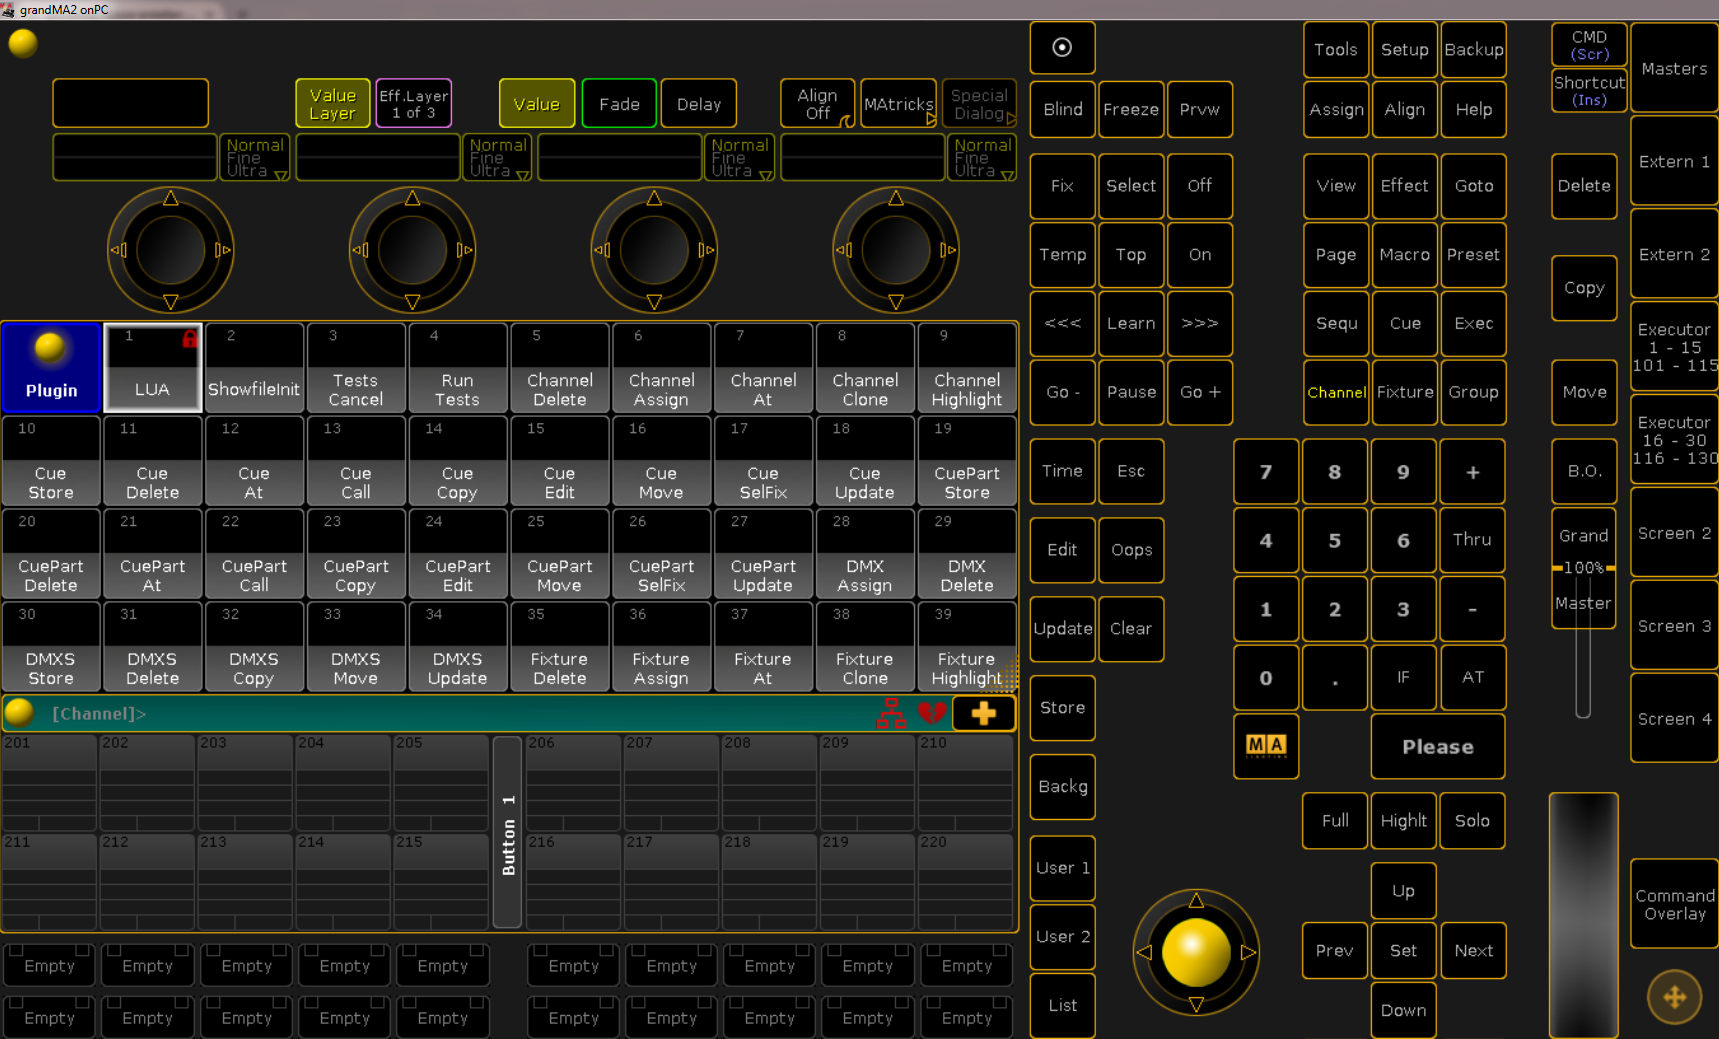 grandMA2 onPC
Value
Layer
Eff.Layer
1 of 3
Value
Fade
Delay
Align
Off
MAtricks
Special
Dialog
Normal
Fine
Ultra
Normal
Fine
Ultra
Normal
Fine
Ultra
Normal
Fine
Ultra
Plugin
1
LUA
2
ShowfileInit
3
Tests
Cancel
4
Run
Tests
5
Channel
Delete
6
Channel
Assign
7
Channel
At
8
Channel
Clone
9
Channel
Highlight
10
Cue
Store
11
Cue
Delete
12
Cue
At
13
Cue
Call
14
Cue
Copy
15
Cue
Edit
16
Cue
Move
17
Cue
SelFix
18
Cue
Update
19
CuePart
Store
20
CuePart
Delete
21
CuePart
At
22
CuePart
Call
23
CuePart
Copy
24
CuePart
Edit
25
CuePart
Move
26
CuePart
SelFix
27
CuePart
Update
28
DMX
Assign
29
DMX
Delete
30
DMXS
Store
31
DMXS
Delete
32
DMXS
Copy
33
DMXS
Move
34
DMXS
Update
35
Fixture
Delete
36
Fixture
Assign
37
Fixture
At
38
Fixture
Clone
39
Fixture
Highlight
[Channel]>
201 202 203 204 205
206 207 208 209 210
Button 1
211 212 213 214 215
216 217 218 219 220
Empty Empty Empty Empty Empty
Empty Empty Empty Empty Empty
Empty Empty Empty Empty Empty
Empty Empty Empty Empty Empty
Blind Freeze Prvw
Fix Select Off
Temp Top On
<<< Learn >>>
Go - Pause Go +
Time Esc
Edit Oops
Update Clear
Store
Backg
User 1
User 2
List
Tools Setup Backup
Assign Align Help
View Effect Goto
Page Macro Preset
Sequ Cue Exec
Channel Fixture Group
7 8 9 +
4 5 6 Thru
1 2 3 -
0 . IF AT
MA
Please
Full Highlt Solo
Up
Prev Set Next
Down
CMD
(Scr)
Shortcut
(Ins)
Delete
Copy
Move
B.O.
Grand
100%
Master
Masters
Extern 1
Extern 2
Executor
1 - 15
101 - 115
Executor
16 - 30
116 - 130
Screen 2
Screen 3
Screen 4
Command
Overlay